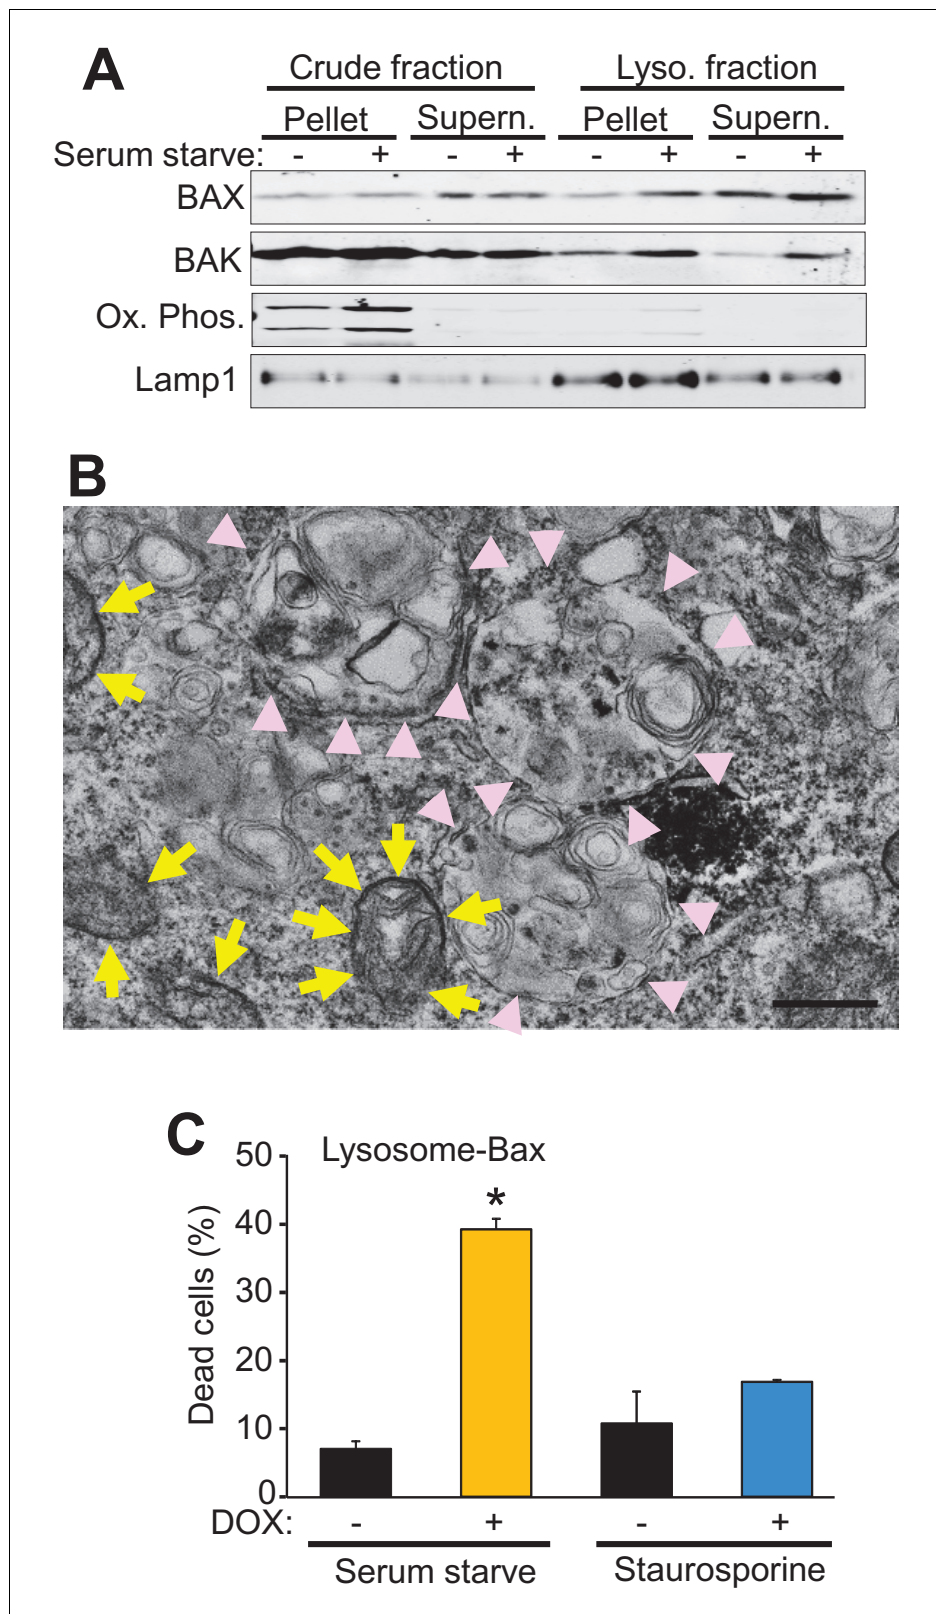 A
Crude fraction Lyso. fraction
Pellet Supern. Pellet Supern.
Serum starve: - + - + - + - +
BAX
BAK
Ox. Phos.
Lamp1
B
C
Lysosome-Bax
*
Dead cells (%)
50
40
30
20
10
0
DOX: - + - +
Serum starve Staurosporine